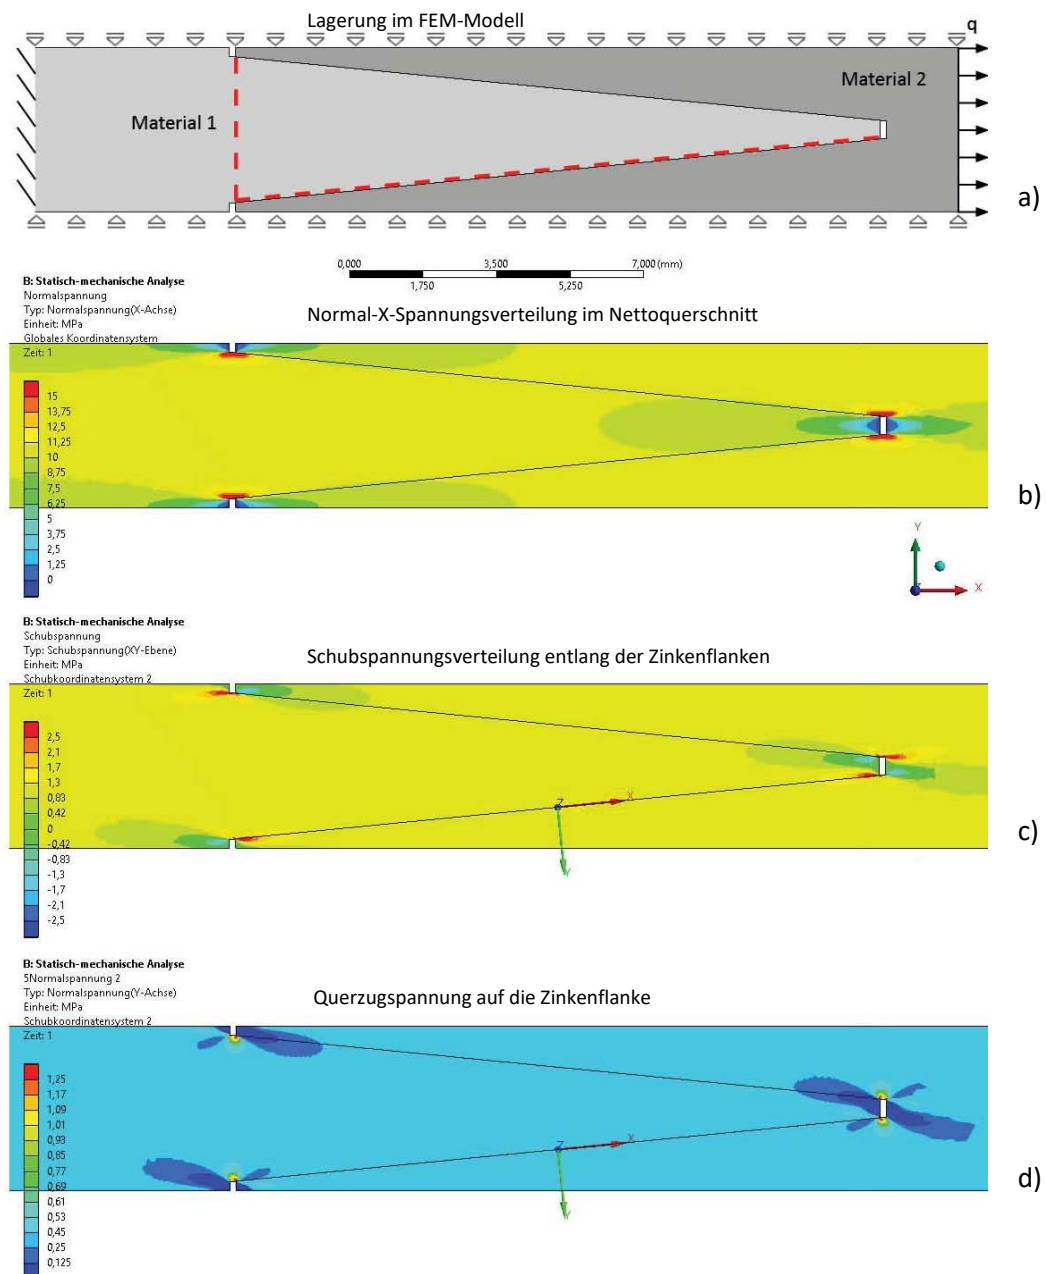 Lagerung im FEM-Modell
q
Material 2
Material 1
a)
0,000 3,500 7,000 (mm)
1,750 5,250
B: Statisch-mechanische Analyse
Normalspannung
Typ: Normalspannung(X-Achse)
Einheit: MPa
Globales Koordinatensystem
Zeit: 1
Normal-X-Spannungsverteilung im Nettoquerschnitt
15
13,75
12,5
11,25
10
8,75
7,5
6,25
5
3,75
2,5
1,25
0
b)
Y
X
B: Statisch-mechanische Analyse
Schubspannung
Typ: Schubspannung(XY-Ebene)
Einheit: MPa
Schubkoordinatensystem 2
Zeit: 1
Schubspannungsverteilung entlang der Zinkenflanken
2,5
2,1
1,7
1,3
0,83
0,42
0
-0,42
-0,83
-1,3
-1,7
-2,1
-2,5
Z
X
Y
c)
B: Statisch-mechanische Analyse
5Normalspannung 2
Typ: Normalspannung(Y-Achse)
Einheit: MPa
Schubkoordinatensystem 2
Zeit: 1
Querzugspannung auf die Zinkenflanke
1,25
1,17
1,09
1,01
0,93
0,85
0,77
0,69
0,61
0,53
0,45
0,25
0,125
Z
X
Y
d)